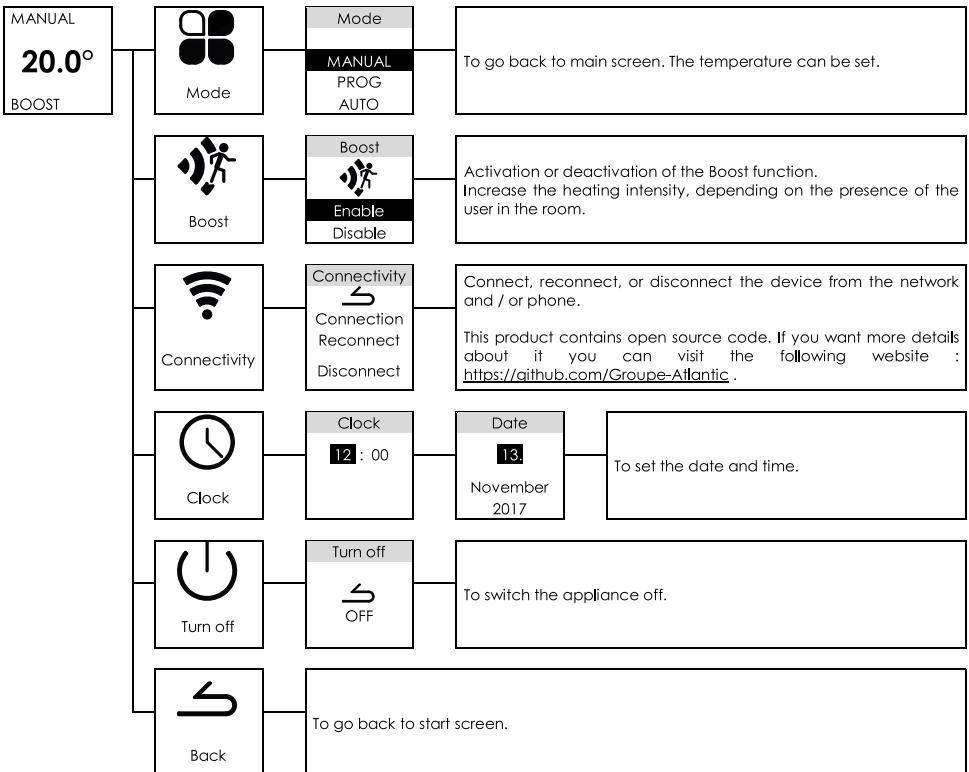 MANUAL
20.0°
BOOST
Mode
Mode
MANUAL
PROG
AUTO
To go back to main screen. The temperature can be set.
Boost
Boost
Enable
Disable
Activation or deactivation of the Boost function.
Increase the heating intensity, depending on the presence of the
user in the room.
Connectivity
Connectivity
Connection
Reconnect
Disconnect
Connect, reconnect, or disconnect the device from the network
and / or phone.
This product contains open source code. If you want more details
about it you can visit the following website :
https://github.com/Groupe-Atlantic .
Clock
Clock
12 : 00
Date
13.
November
2017
To set the date and time.
Turn off
Turn off
OFF
To switch the appliance off.
Back
To go back to start screen.